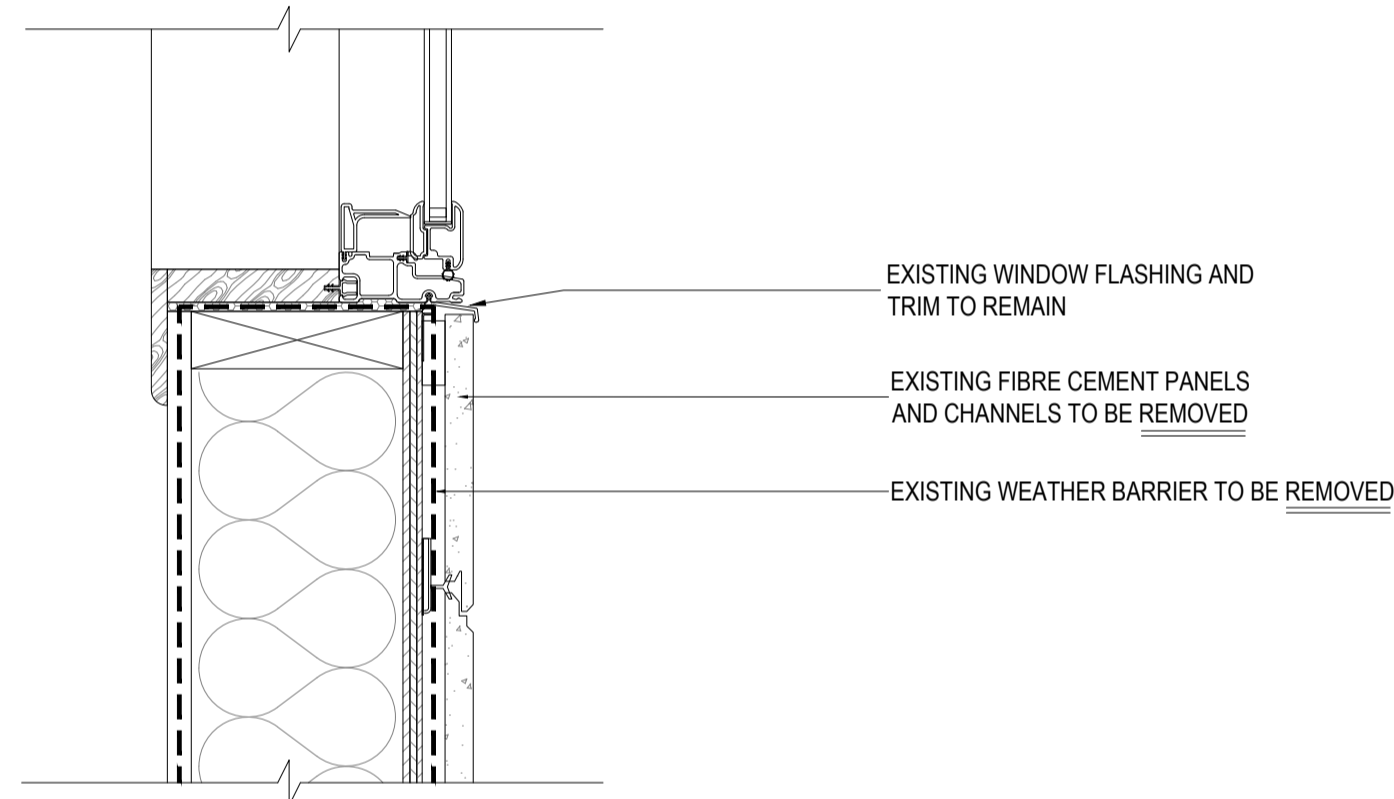 EXISTING WINDOW FLASHING AND
TRIM TO REMAIN
EXISTING FIBRE CEMENT PANELS
AND CHANNELS TO BE REMOVED
EXISTING WEATHER BARRIER TO BE REMOVED